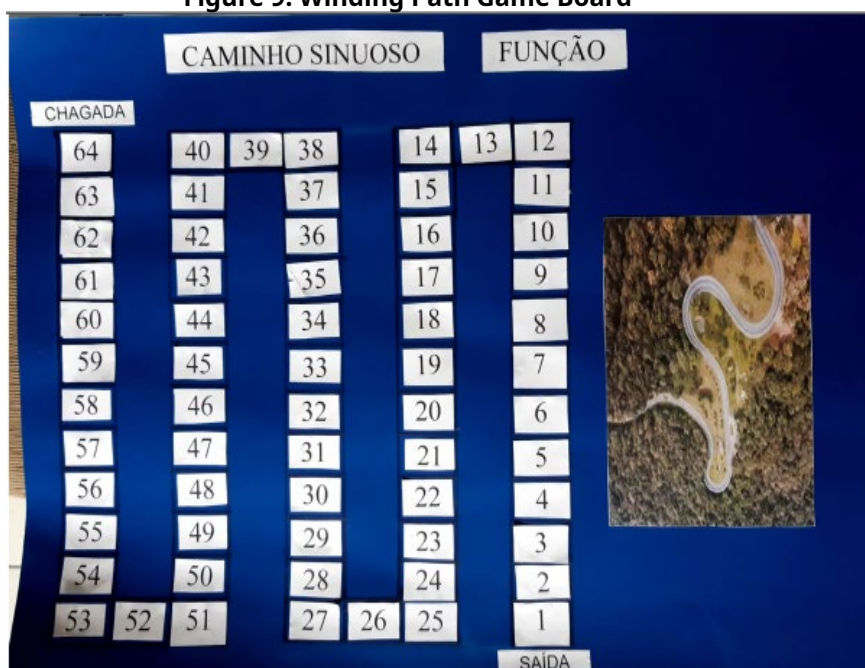 Figure Winding Path Game Board
CAMINHO SINUOSO FUNÇÃO
CHAGADA
64 40 39 38 14 13 12
63 41 37 15 11
62 42 36 16 10
61 43 35 17 9
60 44 34 18 8
59 45 33 19 7
58 46 32 20 6
57 47 31 21 5
56 48 30 22 4
55 49 29 23 3
54 50 28 24 2
53 52 51 27 26 25 1
SAÍDA